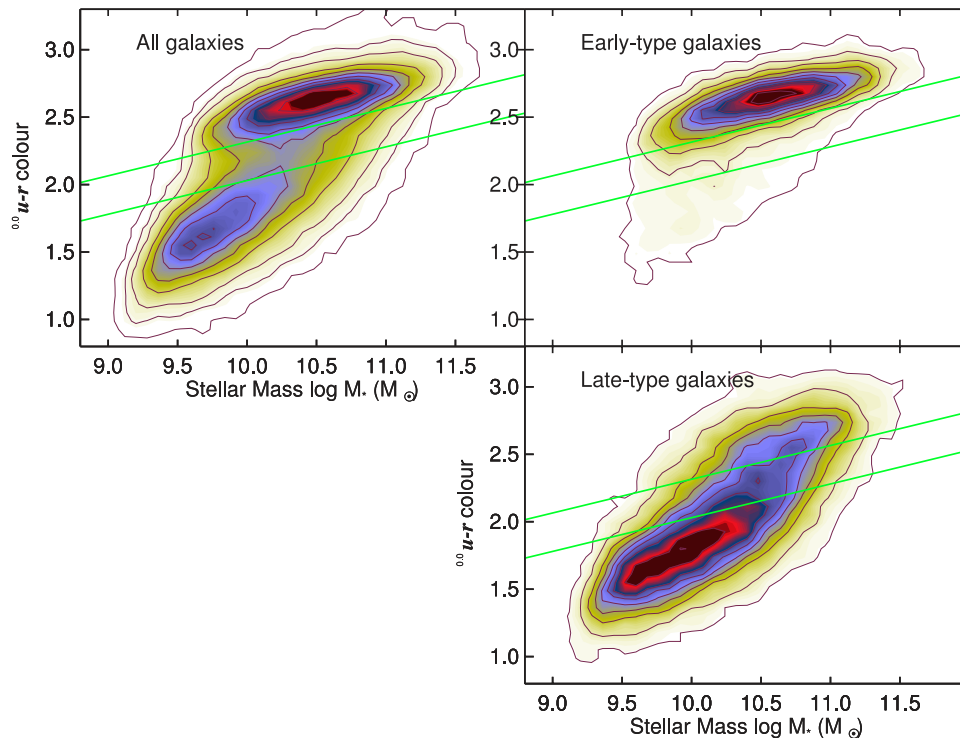 All galaxies
3.0
2.5
2.0
1.5
1.0
0.0 u-r colour
9.0 9.5 10.0 10.5 11.0 11.5
Stellar Mass log M* (M⊙)
Early-type galaxies
3.0
2.5
2.0
1.5
1.0
Late-type galaxies
3.0
2.5
2.0
1.5
1.0
0.0 u-r colour
9.0 9.5 10.0 10.5 11.0 11.5
Stellar Mass log M* (M⊙)